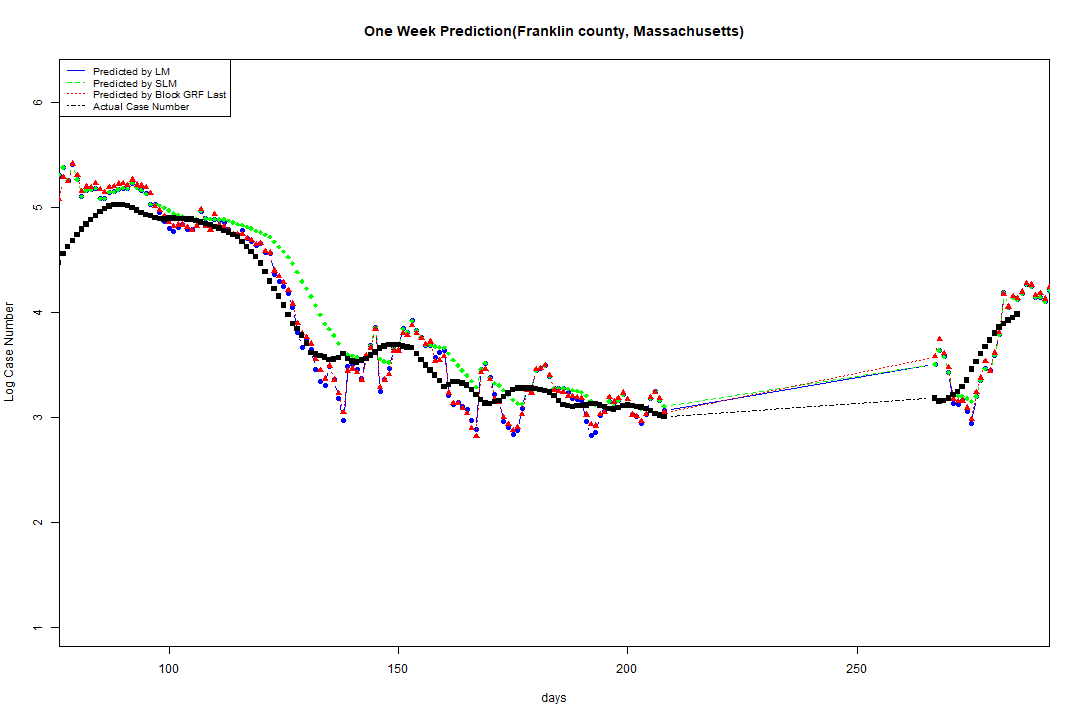 One Week Prediction(Franklin county, Massachusetts)
Predicted by LM
Predicted by SLM
Predicted by Block GRF Last
Actual Case Number
6
5
4
3
2
1
Log Case Number
100
150
200
250
days